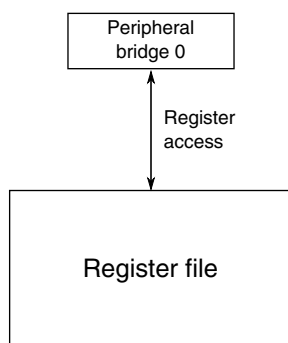 Peripheral
bridge 0
Register
access
Register file